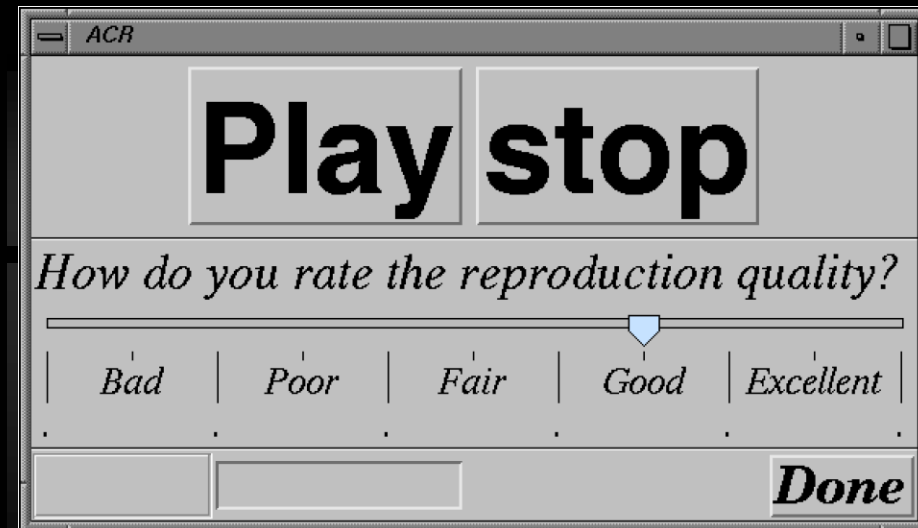 ACR
Play stop
How do you rate the reproduction quality?
Bad Poor Fair Good Excellent
Done